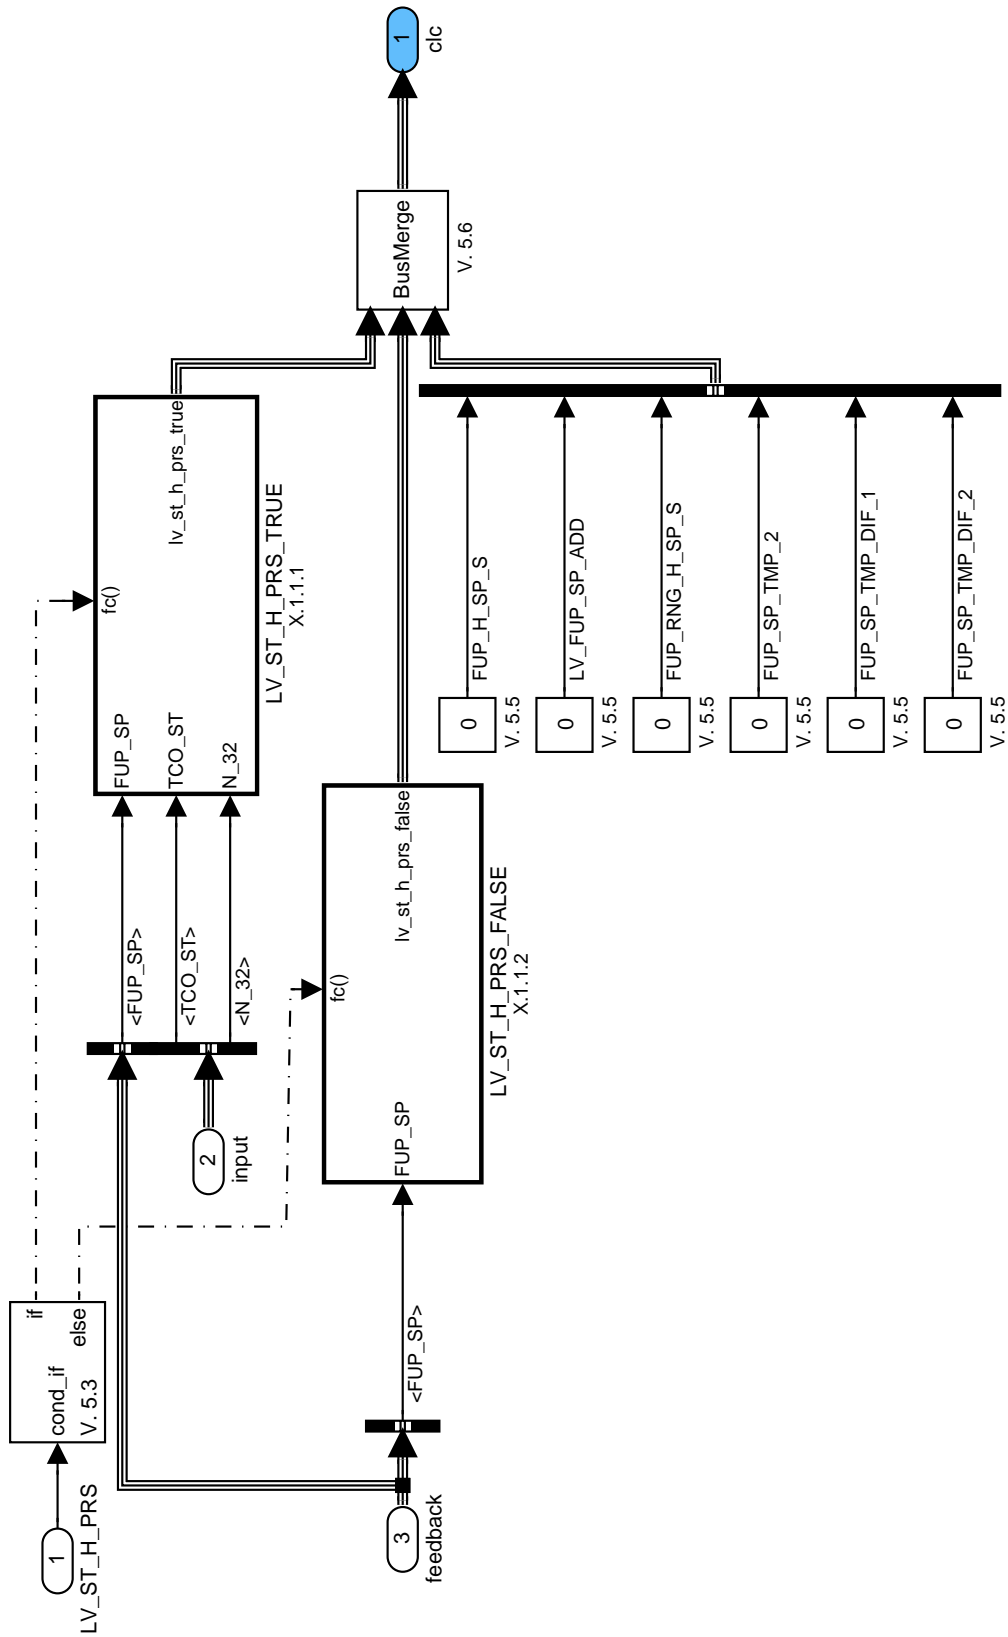 1
LV_ST_H_PRS
cond_if
V. 5.3
if
else
2
input
3
feedback
<FUP_SP>
<TCO_ST>
<N_32>
<FUP_SP>
FUP_SP
TCO_ST
N_32
fc()
lv_st_h_prs_true
LV_ST_H_PRS_TRUE
X.1.1.1
FUP_SP
fc()
lv_st_h_prs_false
LV_ST_H_PRS_FALSE
X.1.1.2
0
V. 5.5
FUP_H_SP_S
0
V. 5.5
LV_FUP_SP_ADD
0
V. 5.5
FUP_RNG_H_SP_S
0
V. 5.5
FUP_SP_TMP_2
0
V. 5.5
FUP_SP_TMP_DIF_1
0
V. 5.5
FUP_SP_TMP_DIF_2
BusMerge
V. 5.6
1
clc